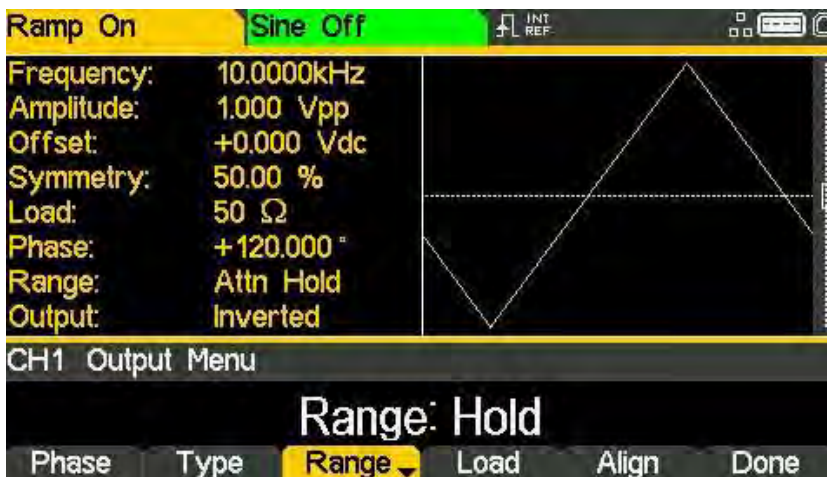 Ramp On Sine Off INT REF
Frequency: 10.0000kHz
Amplitude: 1.000 Vpp
Offset: +0.000 Vdc
Symmetry: 50.00 %
Load: 50 Ω
Phase: +120.000 °
Range: Attn Hold
Output: Inverted
CH1 Output Menu
Range: Hold
Phase Type Range Load Align Done